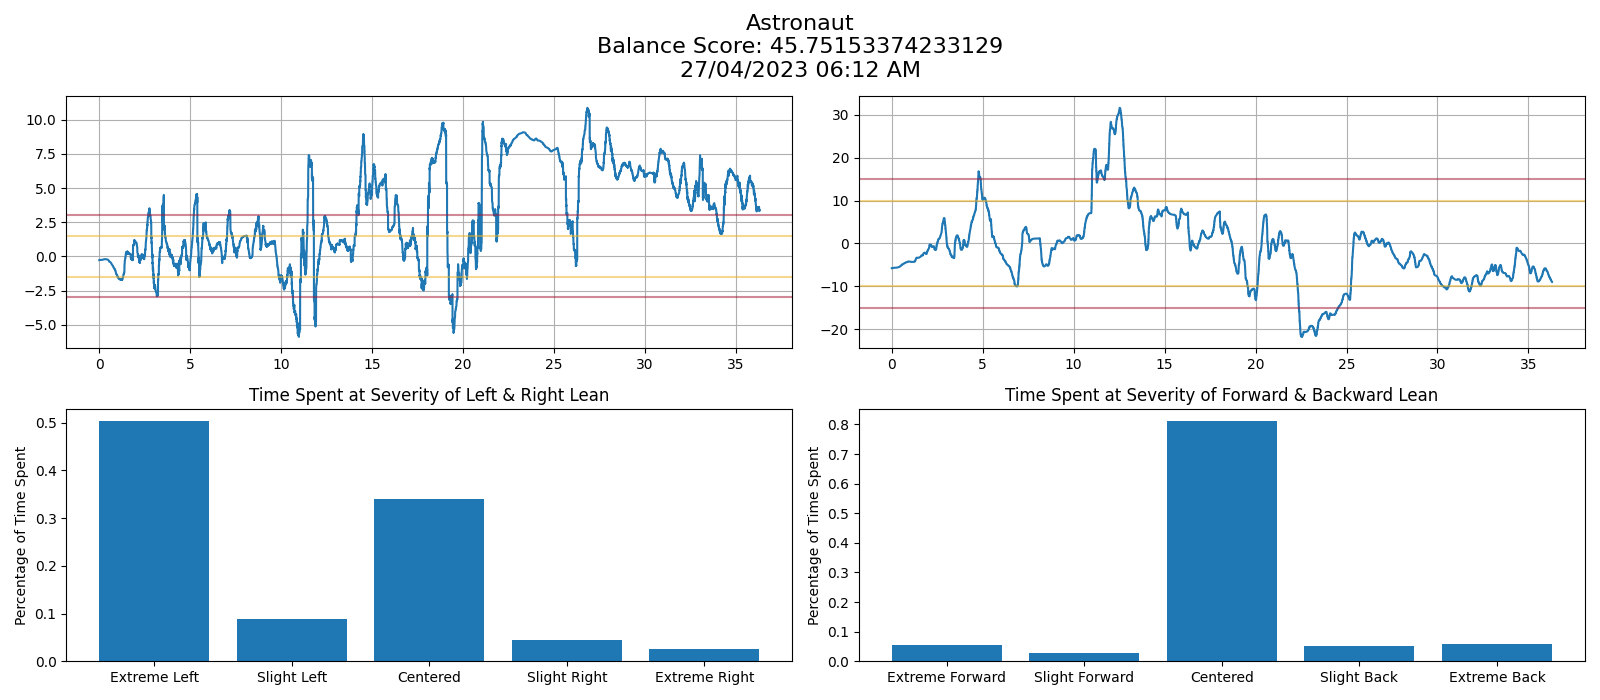 Astronaut
Balance Score: 45.75153374233129
27/04/2023 06:12 AM
10.0
7.5
5.0
2.5
0.0
−2.5
−5.0
0 5 10 15 20 25 30 35
30
20
10
0
−10
−20
0 5 10 15 20 25 30 35
Time Spent at Severity of Left & Right Lean
Percentage of Time Spent
0.5
0.4
0.3
0.2
0.1
0.0
Extreme Left Slight Left Centered Slight Right Extreme Right
Time Spent at Severity of Forward & Backward Lean
Percentage of Time Spent
0.8
0.7
0.6
0.5
0.4
0.3
0.2
0.1
0.0
Extreme Forward Slight Forward Centered Slight Back Extreme Back